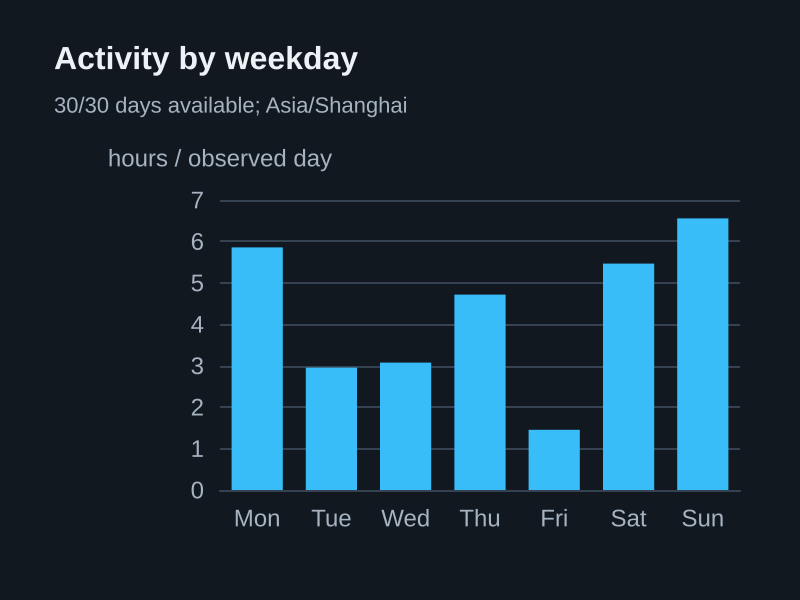 Activity by weekday
30/30 days available; Asia/Shanghai
hours / observed day
7
6
5
4
3
2
1
0
Mon Tue Wed Thu Fri Sat Sun